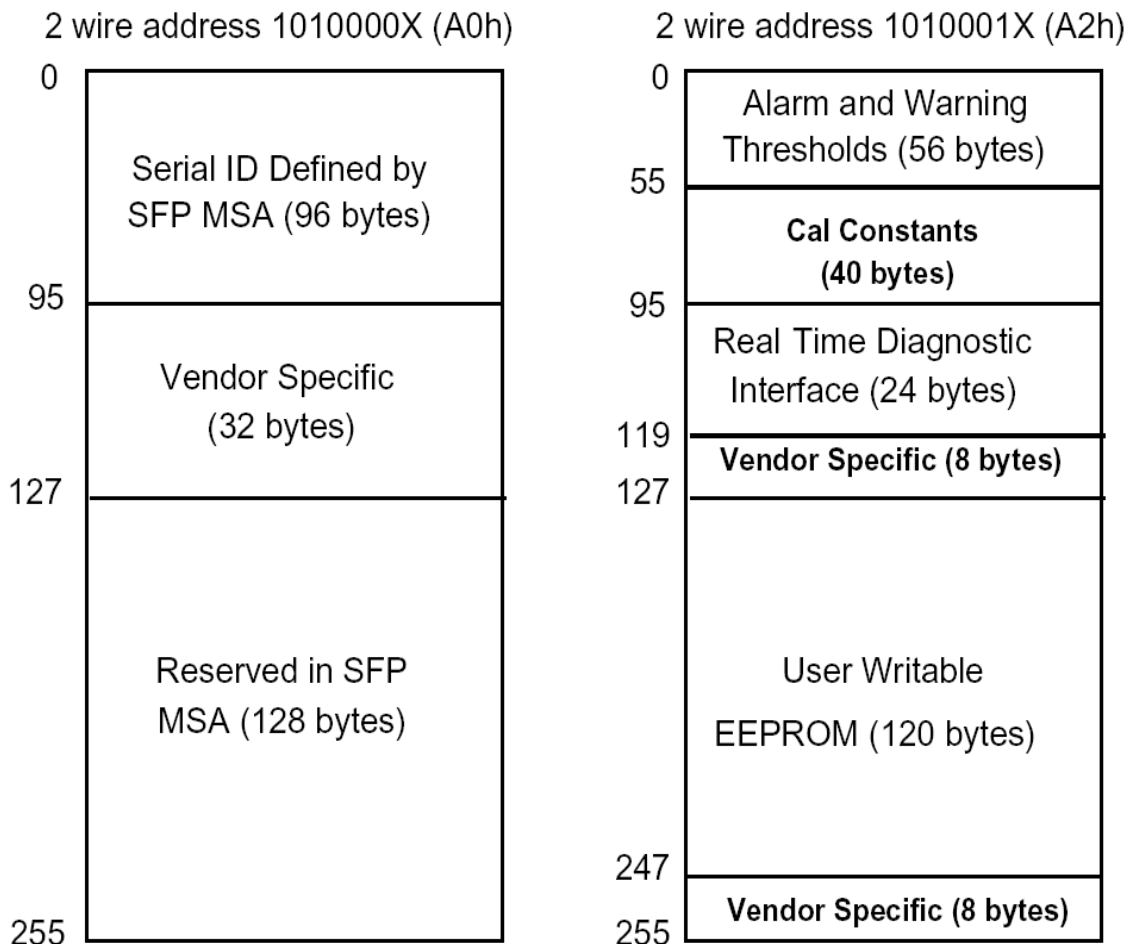 2 wire address 1010000X (A0h)
0
Serial ID Defined by
SFP MSA (96 bytes)
95
Vendor Specific
(32 bytes)
127
Reserved in SFP
MSA (128 bytes)
255
2 wire address 1010001X (A2h)
0
Alarm and Warning
Thresholds (56 bytes)
55
Cal Constants
(40 bytes)
95
Real Time Diagnostic
Interface (24 bytes)
119
Vendor Specific (8 bytes)
127
User Writable
EEPROM (120 bytes)
247
Vendor Specific (8 bytes)
255